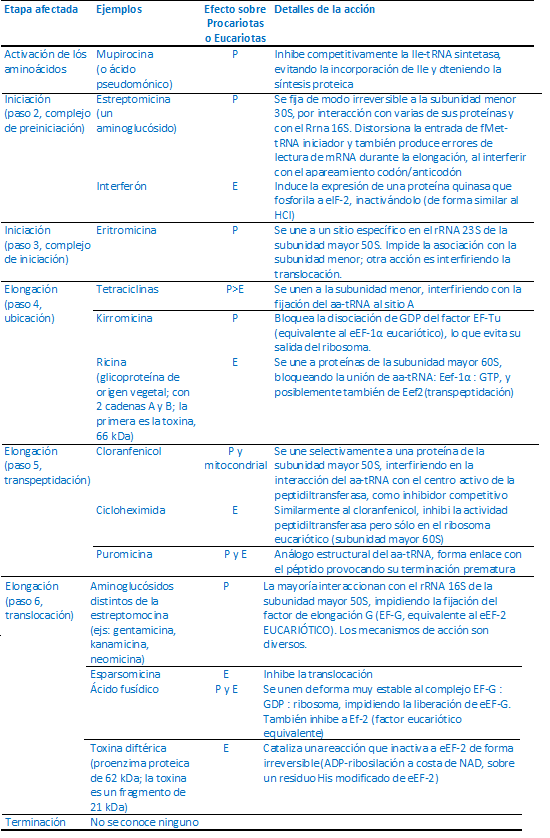 Etapa afectada Ejemplos Efecto sobre Detalles de la acción
Procariotas
o Eucariotas
Activación de lós Mupirocina P Inhibe competitivamente la Ile-tRNA sintetasa,
aminoácidos (o ácido evitando la incorporación de Ile y dteniendo la
pseudomónico) síntesis proteica
Iniciación Estreptomicina P Se fija de modo irreversible a la subunidad menor
(paso 2, complejo (un 30S, por interacción con varias de sus proteínas y
de preiniciación) aminoglucósido) con el Rrna 16S. Distorsiona la entrada de fMet-
tRNA iniciador y también produce errores de
lectura de mRNA durante la elongación, al interferir
con el apareamiento codón/anticodón
Interferón E Induce la expresión de una proteína quinasa que
fosforila a eIF-2, inactivándolo (de forma similar al
HCI)
Iniciación Eritromicina P Se une a un sitio específico en el rRNA 23S de la
(paso 3, complejo subunidad mayor 50S. Impide la asociación con la
de iniciación) subunidad menor; otra acción es interfiriendo la
translocación.
Elongación Tetraciclinas P>E Se unen a la subunidad menor, interfiriendo con la
(paso 4, fijación del aa-tRNA al sitio A
ubicación) Kirromicina P Bloquea la disociación de GDP del factor EF-Tu
(equivalente al eEF-1α eucariótico), lo que evita su
salida del ribosoma.
Ricina E Se une a proteínas de la subunidad mayor 60S,
(glicoproteína de bloqueando la unión de aa-tRNA: Eef-1α : GTP, y
origen vegetal; con posiblemente también de Eef2(transpeptidación)
2 cadenas A y B; la
primera es la toxina,
66 kDa)
Elongación Cloranfenicol P y Se une selectivamente a una proteína de la
(paso 5, mitocondrial subunidad mayor 50S, interfiriendo en la
transpeptidación) interacción del aa-tRNA con el centro activo de la
peptidiltransferasa, como inhibidor competitivo
Cicloheximida E Similarmente al cloranfenicol, inhibi la actividad
peptidiltransferasa pero sólo en el ribosoma
eucariótico (subunidad mayor 60S)
Puromicina P y E Análogo estructural del aa-tRNA, forma enlace con
el péptido provocando su terminación prematura
Elongación Aminoglucósidos P La mayoría interaccionan con el rRNA 16S de la
(paso 6, distintos de la subunidad mayor 50S, impidiendo la fijación del
translocación) estreptomocina factor de elongación G (EF-G, equivalente al eEF-2
(ejs: gentamicina, EUCARIÓTICO). Los mecanismos de acción son
kanamicina, diversos.
neomicina)
Esparsomicina E Inhibe la translocación
Ácido fusídico P y E Se unen de forma muy estable al complejo EF-G :
GDP : ribosoma, impidiendo la liberación de eEF-G.
También inhibe a Ef-2 (factor eucariótico
equivalente)
Toxina diftérica E Cataliza una reacción que inactiva a eEF-2 de forma
(proenzima proteica irreversible (ADP-ribosilación a costa de NAD, sobre
de 62 kDa; la toxina un residuo His modificado de eEF-2)
es un fragmento de
21 kDa)
Terminación No se conoce ninguno